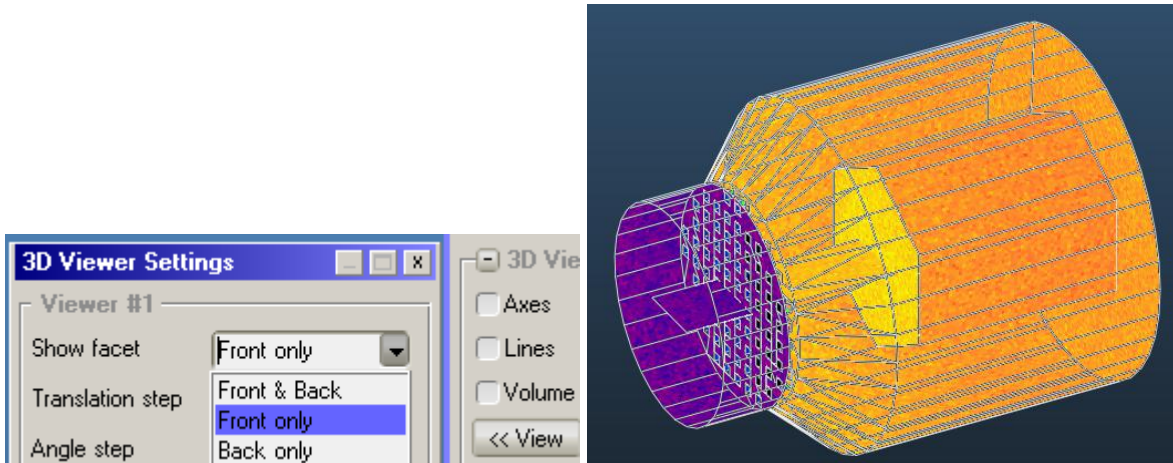 3D Viewer Settings
Viewer #1
Show facet
Front only
Translation step
Front & Back
Front only
Angle step
Back only
Axes
Lines
Volume
<< View